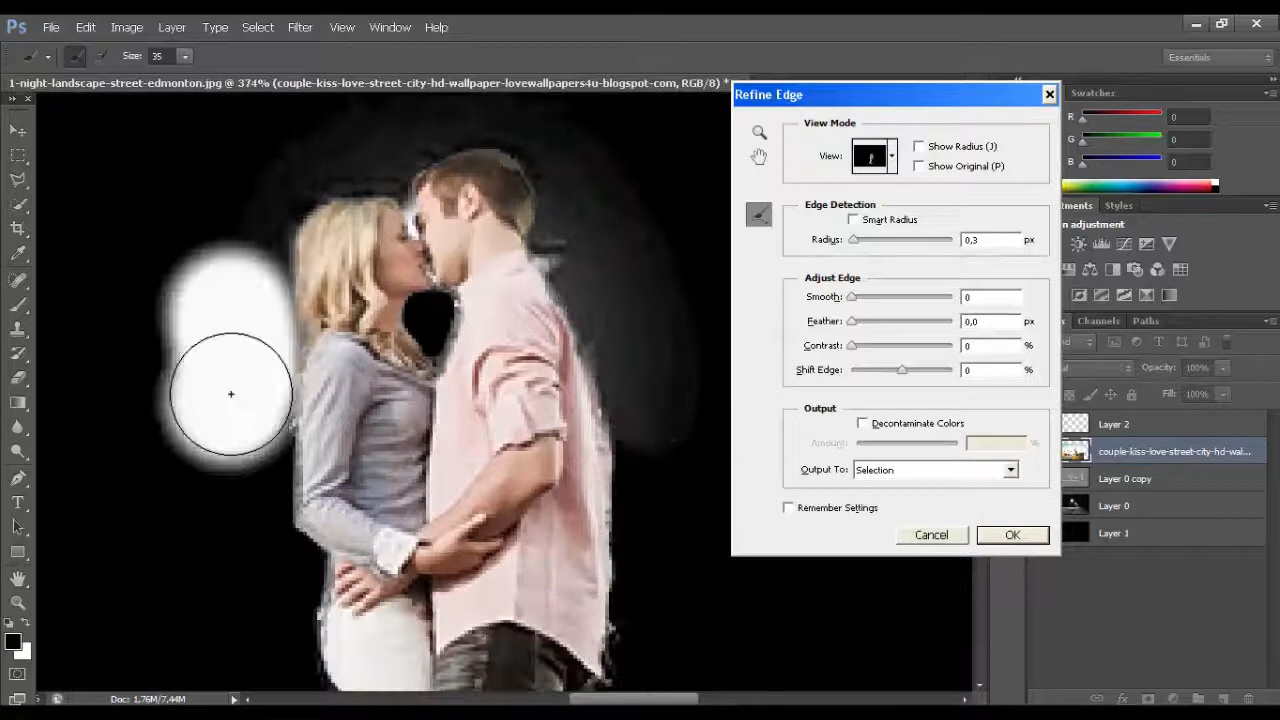 Ps File Edit Image Layer Type Select Filter View Window Help
Size: 35 Essentials
1-night-landscape-street-edmonton.jpg @ 374% (couple-kiss-love-street-city-hd-wallpaper-lovewallpapers4u-blogspot-com, RGB/8) *
Refine Edge
View Mode
View:
Show Radius (J)
Show Original (P)
Edge Detection
Smart Radius
Radius: 0,3 px
Adjust Edge
Smooth: 0
Feather: 0,0 px
Contrast: 0 %
Shift Edge: 0 %
Output
Decontaminate Colors
Amount: %
Output To: Selection
Remember Settings
Cancel OK
Swatches
R 0
G 0
B 0
Styles
adjustment
Channels Paths
Opacity: 100%
Fill: 100%
Layer 2
couple-kiss-love-street-city-hd-wal...
Layer 0 copy
Layer 0
Layer 1
T
fx
Doc: 1,76M/7,44M